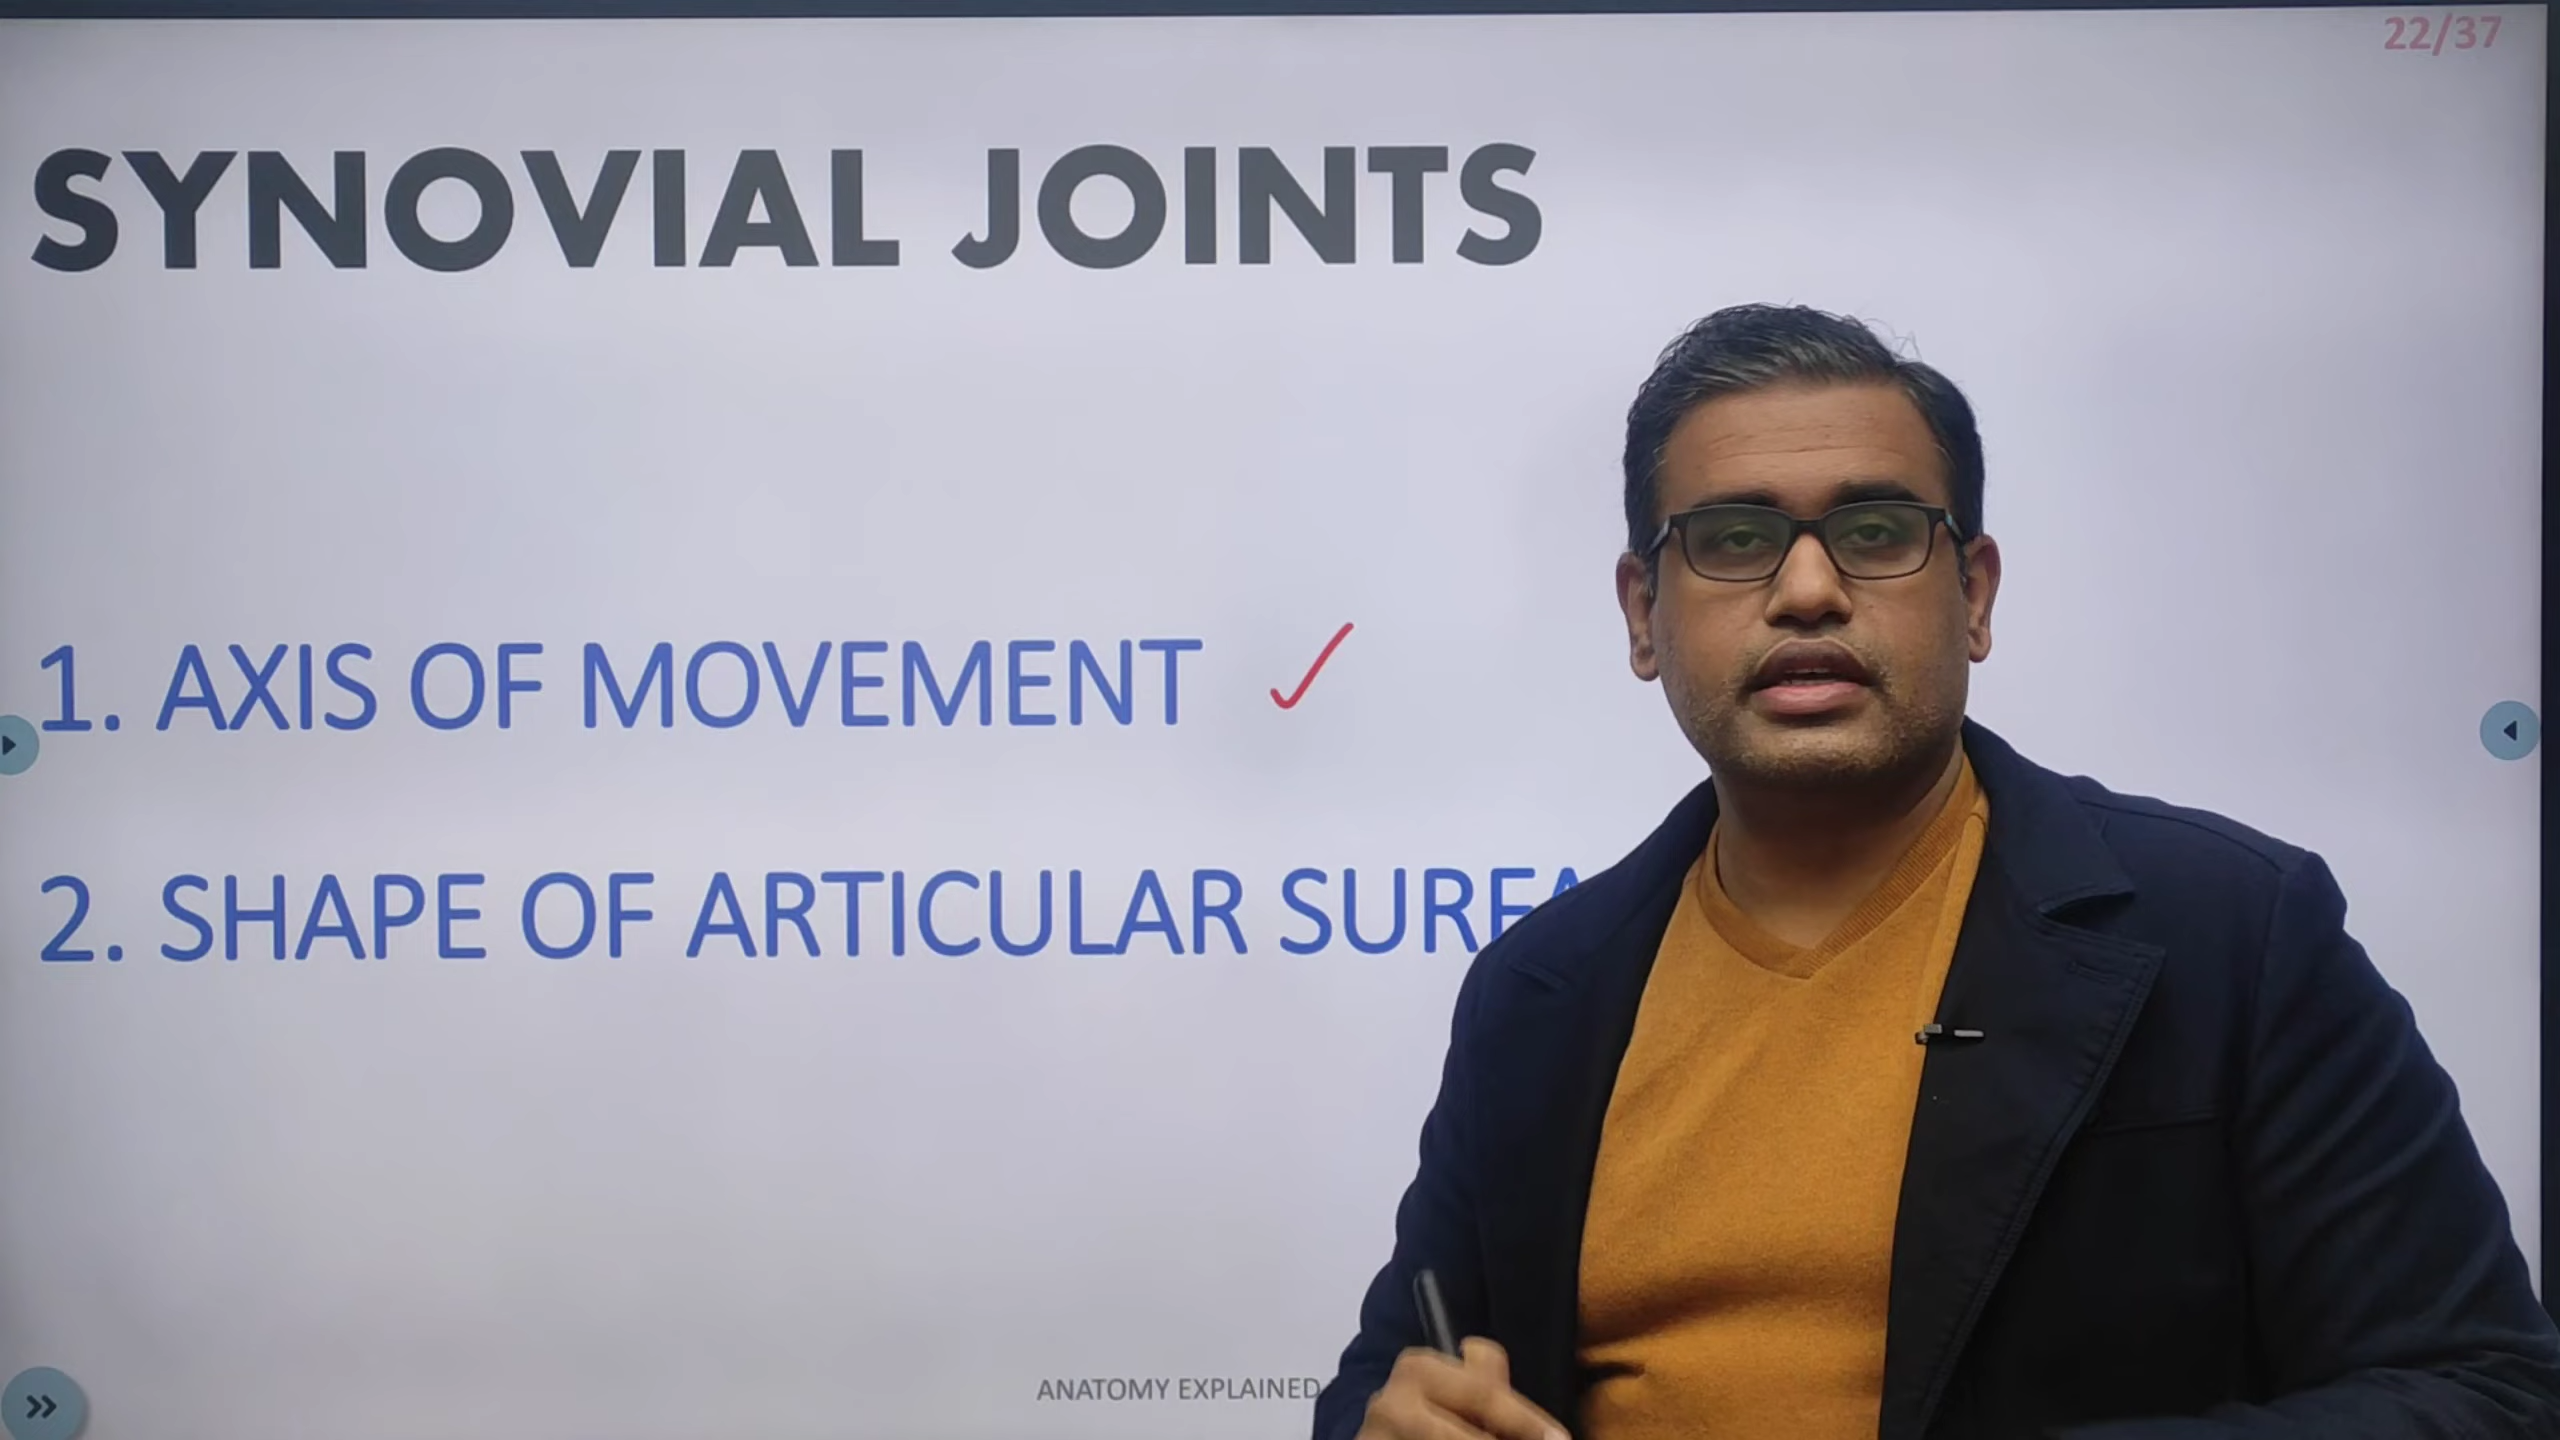 22/37
SYNOVIAL JOINTS
1. AXIS OF MOVEMENT
2. SHAPE OF ARTICULAR
ANATOMY EXPLAINED